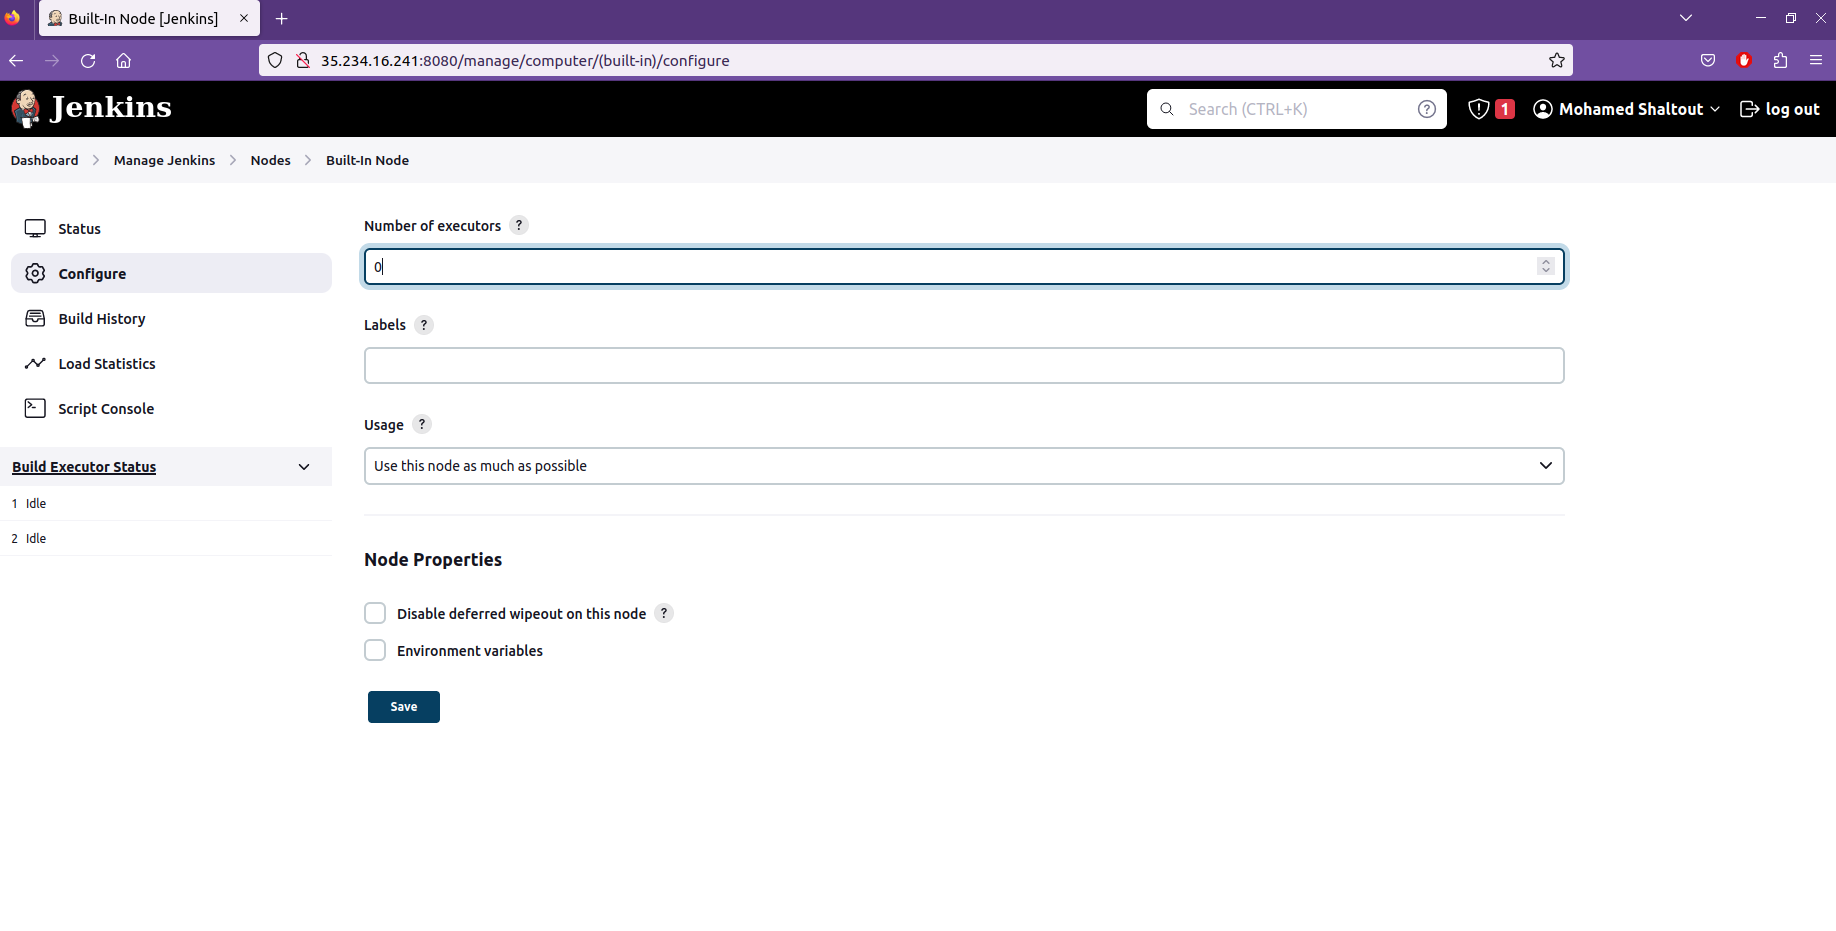 Built-In Node [Jenkins]
35.234.16.241:8080/manage/computer/(built-in)/configure
Jenkins
Search (CTRL+K)
?
1
Mohamed Shaltout
log out
Dashboard
Manage Jenkins
Nodes
Built-In Node
Status
Configure
Build History
Load Statistics
Script Console
Build Executor Status
1 Idle
2 Idle
Number of executors ?
0
Labels ?
Usage ?
Use this node as much as possible
Node Properties
Disable deferred wipeout on this node ?
Environment variables
Save